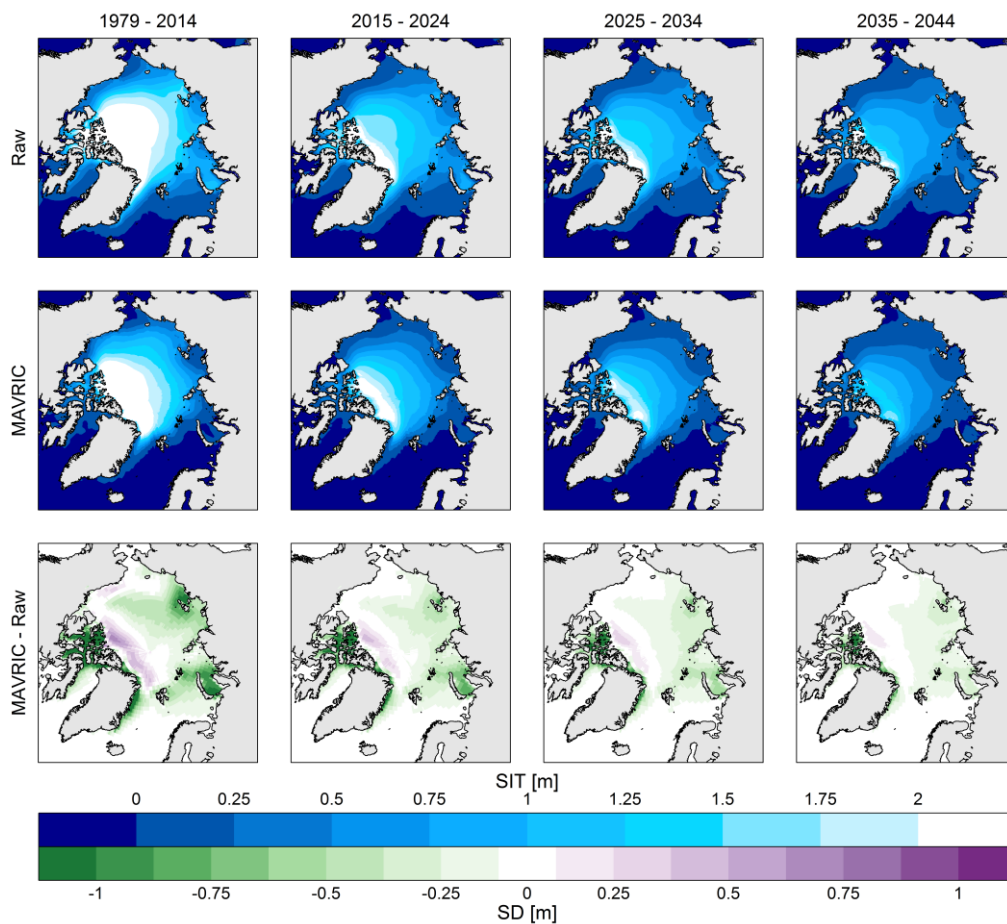 1979 - 2014 2015 - 2024 2025 - 2034 2035 - 2044
Raw
MAVRIC
MAVRIC - Raw
SIT [m]
0 0.25 0.5 0.75 1 1.25 1.5 1.75 2
-1 -0.75 -0.5 -0.25 0 0.25 0.5 0.75 1
SD [m]